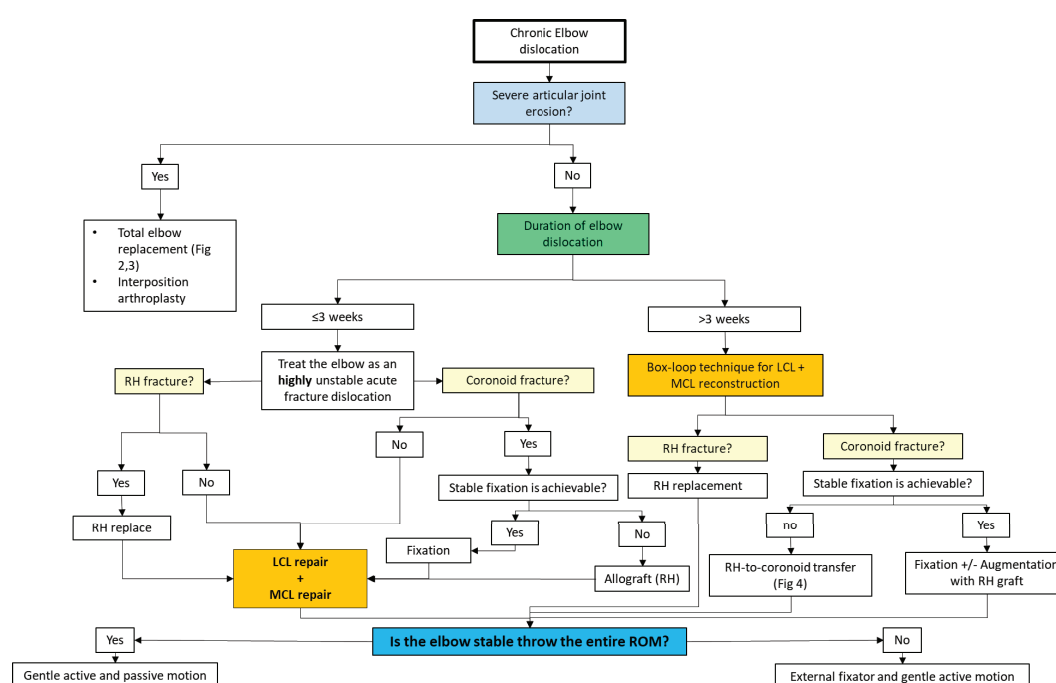 Chronic Elbow
dislocation
Severe articular joint
erosion?
Yes
No
• Total elbow
replacement (Fig
2,3)
• Interposition
arthroplasty
Duration of elbow
dislocation
≤3 weeks
>3 weeks
RH fracture?
Treat the elbow as an
highly unstable acute
fracture dislocation
Coronoid fracture?
Box-loop technique for LCL +
MCL reconstruction
No
Yes
RH fracture?
Coronoid fracture?
Yes
No
Stable fixation is achievable?
RH replacement
Stable fixation is achievable?
RH replace
Yes
No
no
Yes
Fixation
LCL repair
+
MCL repair
Allograft (RH)
RH-to-coronoid transfer
(Fig 4)
Fixation +/- Augmentation
with RH graft
Yes
Is the elbow stable throw the entire ROM?
No
Gentle active and passive motion
External fixator and gentle active motion